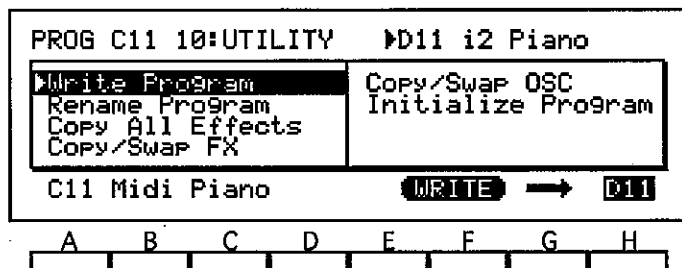 PROG C11 10:UTILITY ▶D11 i2 Piano
▶Write Program
Rename Program
Copy All Effects
Copy/Swap FX
Copy/Swap OSC
Initialize Program
C11 Midi Piano WRITE → D11
A B C D E F G H